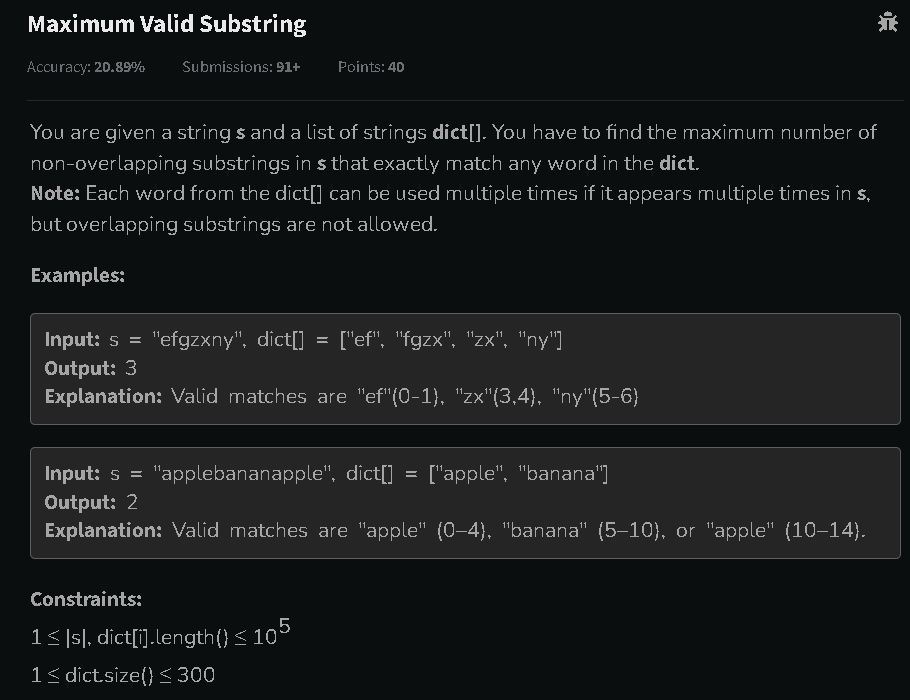 Maximum Valid Substring
Accuracy: 20.89% Submissions: 91+ Points: 40
You are given a string s and a list of strings dict[]. You have to find the maximum number of
non-overlapping substrings in s that exactly match any word in the dict.
Note: Each word from the dict[] can be used multiple times if it appears multiple times in s,
but overlapping substrings are not allowed.
Examples:
Input: s = "efgzxny", dict[] = ["ef", "fgzx", "zx", "ny"]
Output: 3
Explanation: Valid matches are "ef"(0-1), "zx"(3,4), "ny"(5-6)
Input: s = "applebananapple", dict[] = ["apple", "banana"]
Output: 2
Explanation: Valid matches are "apple" (0–4), "banana" (5–10), or "apple" (10–14).
Constraints:
1 ≤ |s|, dict[i].length() ≤ 10⁵
1 ≤ dict.size() ≤ 300